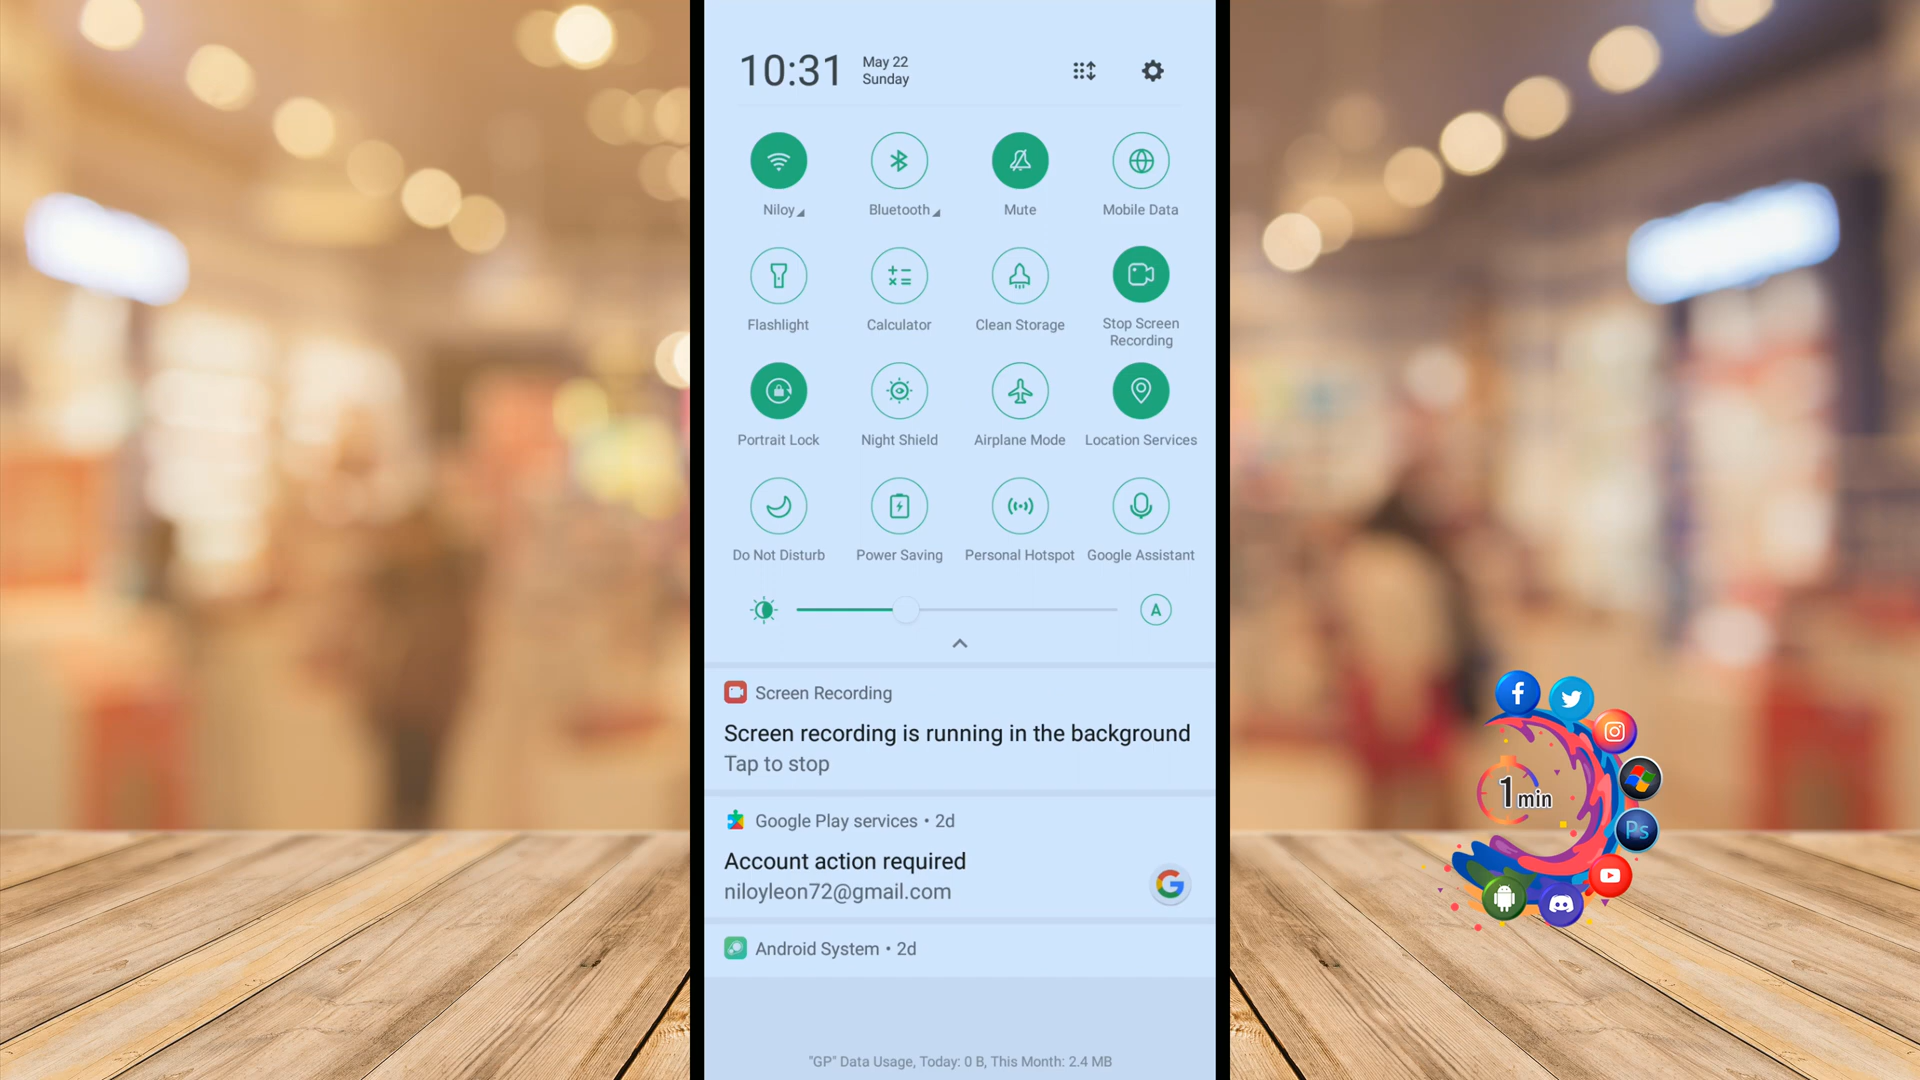 10:31
May 22
Sunday
Niloy
Bluetooth
Mute
Mobile Data
Flashlight
Calculator
Clean Storage
Stop Screen
Recording
Portrait Lock
Night Shield
Airplane Mode
Location Services
Do Not Disturb
Power Saving
Personal Hotspot
Google Assistant
A
Screen Recording
Screen recording is running in the background
Tap to stop
Google Play services • 2d
Account action required
niloyleon72@gmail.com
G
Android System • 2d
"GP" Data Usage, Today: 0 B, This Month: 2.4 MB
1 min
Ps